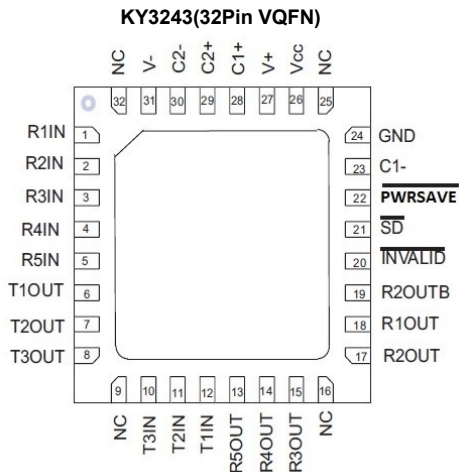 KY3243(32Pin VQFN)
NC
V-
C2-
C2+
C1+
V+
Vcc
NC
32
31
30
29
28
27
26
25
R1IN
1
24
GND
R2IN
2
23
C1-
R3IN
3
22
PWRSAVE
R4IN
4
21
SD
R5IN
5
20
INVALID
T1OUT
6
19
R2OUTB
T2OUT
7
18
R1OUT
T3OUT
8
17
R2OUT
9
10
11
12
13
14
15
16
NC
T3IN
T2IN
T1IN
R5OUT
R4OUT
R3OUT
NC